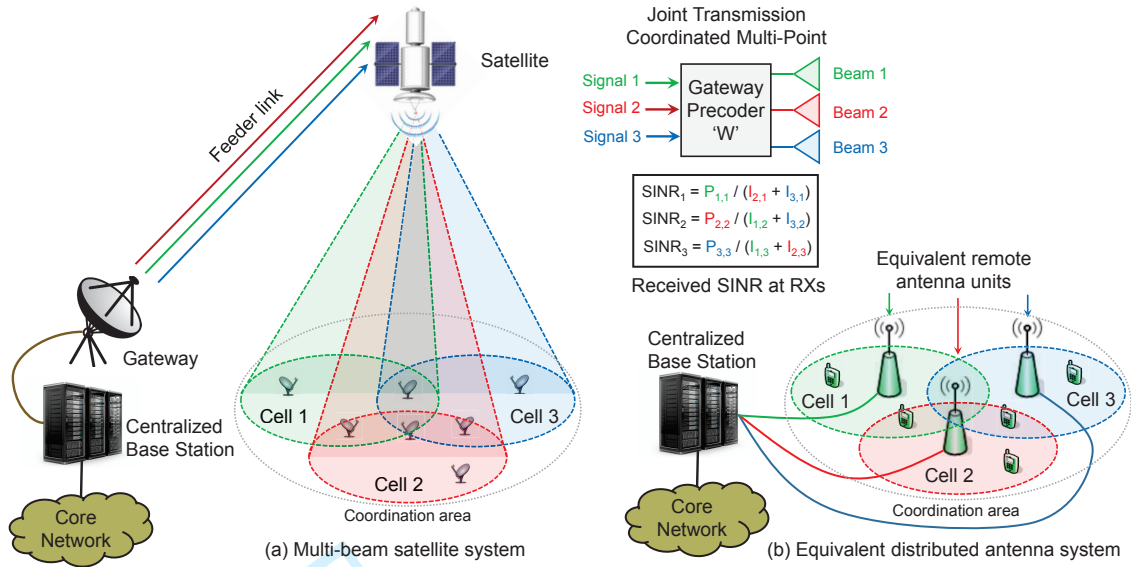 Feeder link
Satellite
Gateway
Centralized
Base Station
Core
Network
Cell 1
Cell 3
Cell 2
Coordination area
(a) Multi-beam satellite system
Joint Transmission
Coordinated Multi-Point
Signal 1
Signal 2
Signal 3
Gateway
Precoder
'W'
Beam 1
Beam 2
Beam 3
SINR₁ = P₁,₁ / (I₂,₁ + I₃,₁)
SINR₂ = P₂,₂ / (I₁,₂ + I₃,₂)
SINR₃ = P₃,₃ / (I₁,₃ + I₂,₃)
Received SINR at RXs
Equivalent remote
antenna units
Centralized
Base Station
Core
Network
Cell 1
Cell 3
Cell 2
Coordination area
(b) Equivalent distributed antenna system